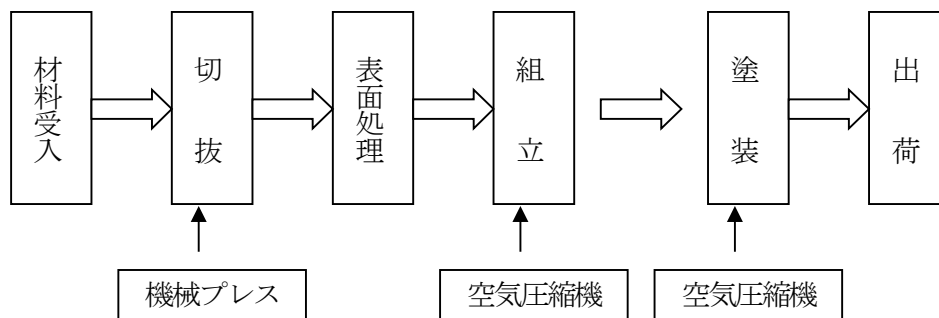 材料受入
切抜
表面処理
組立
塗装
出荷
機械プレス
空気圧縮機
空気圧縮機